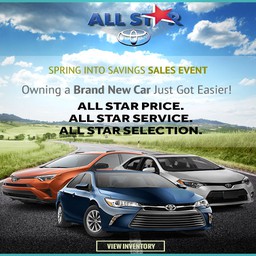 ALL STAR
SPRING INTO SAVINGS SALES EVENT
Owning a Brand New Car Just Got Easier!
ALL STAR PRICE.
ALL STAR SERVICE.
ALL STAR SELECTION.
VIEW INVENTORY